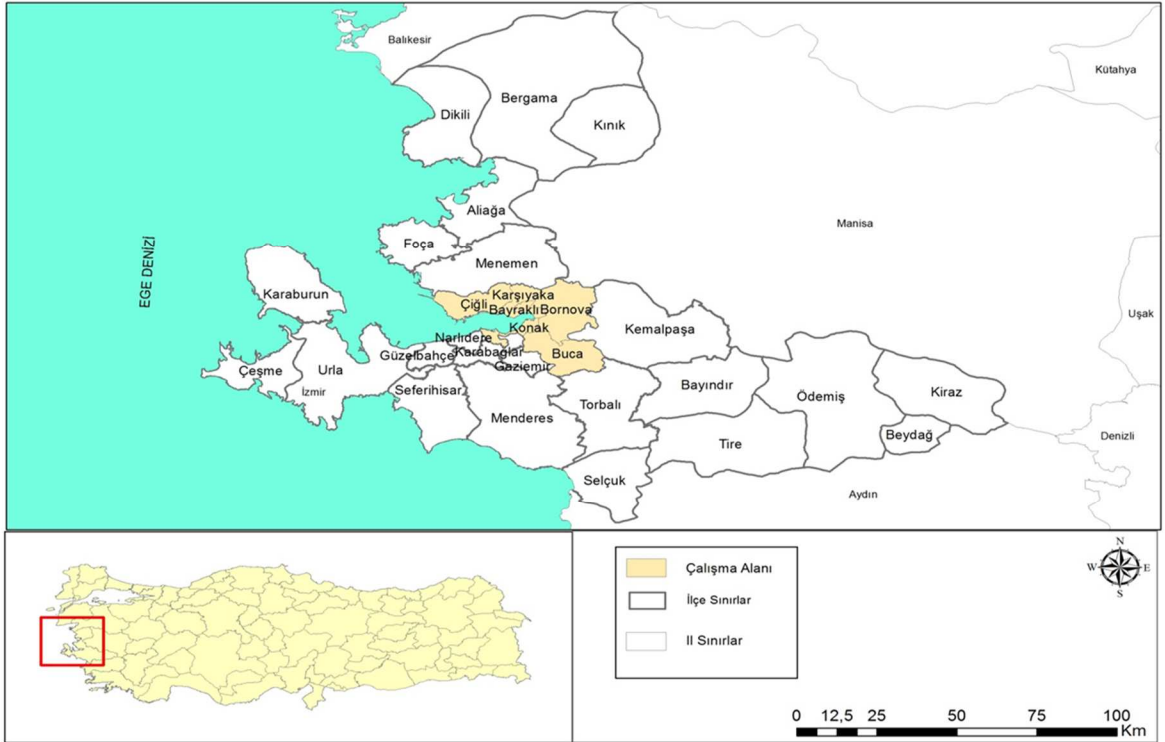 Balıkesir
Kütahya
Bergama
Dikili
Kınık
Aliağa
Manisa
Foça
EGE DENİZİ
Menemen
Karaburun
Karşıyaka
Çiğli
Bayraklı
Bornova
Uşak
Konak
Kemalpaşa
Narlıdere
Güzelbahçe
Karabağlar
Buca
Gaziemir
Çeşme
Urla
İzmir
Seferihisar
Bayındır
Kiraz
Ödemiş
Torbalı
Menderes
Beydağ
Denizli
Tire
Selçuk
Aydın
Çalışma Alanı
İlçe Sınırlar
Il Sınırlar
N
W
E
S
0 12,5 25 50 75 100
Km